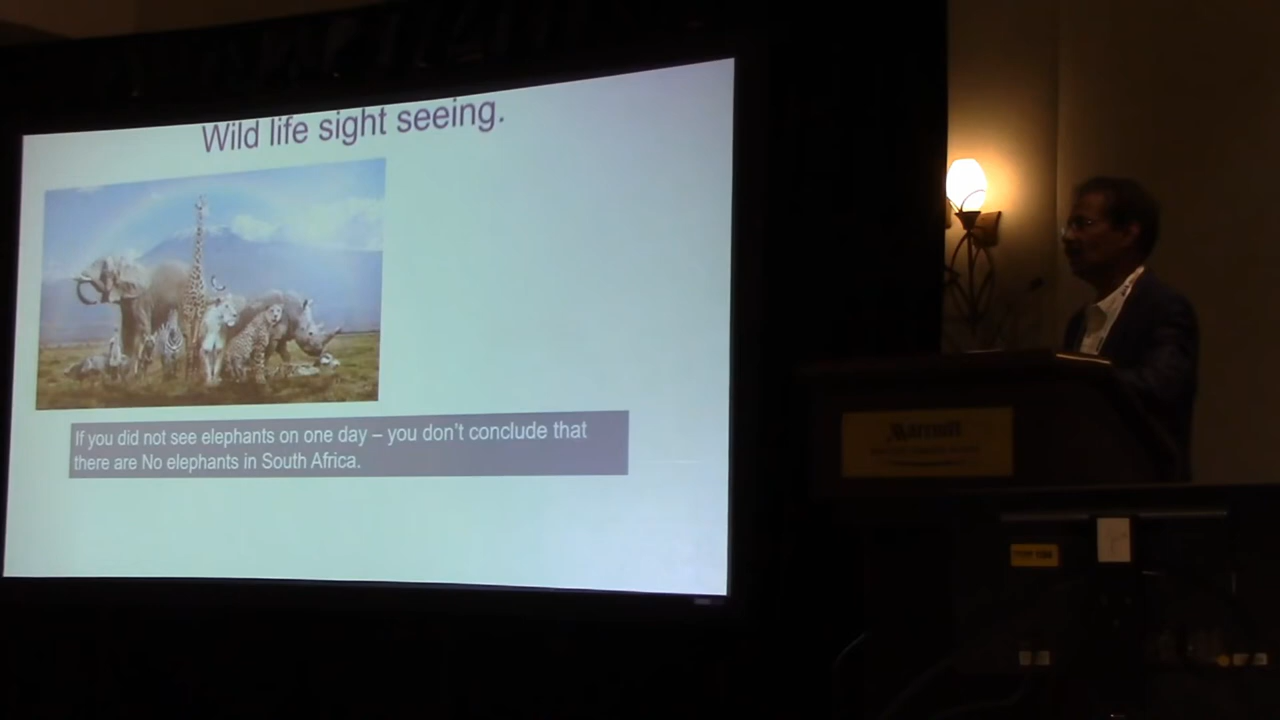 Wild life sight seeing.
If you did not see elephants on one day – you don't conclude that
there are No elephants in South Africa.
Marriott